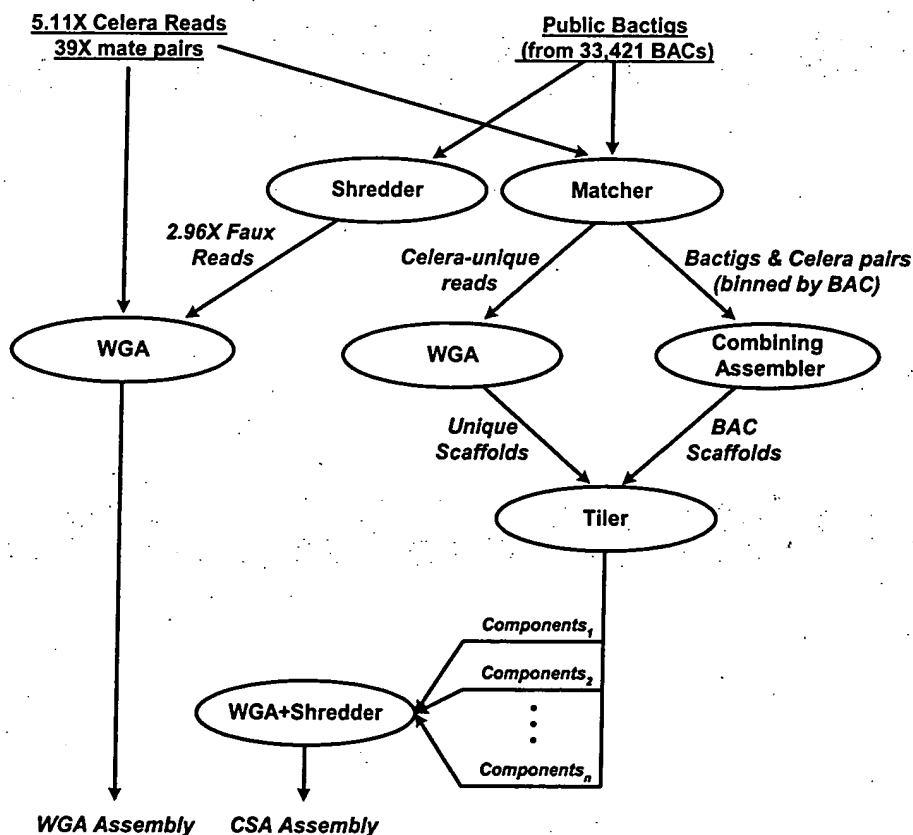 5.11X Celera Reads
39X mate pairs
Public Bactigs
(from 33,421 BACs)
Shredder
Matcher
2.96X Faux
Reads
Celera-unique
reads
Bactigs & Celera pairs
(binned by BAC)
WGA
WGA
Combining
Assembler
Unique
Scaffolds
BAC
Scaffolds
Tiler
Components1
Components2
WGA+Shredder
Componentsn
WGA Assembly
CSA Assembly